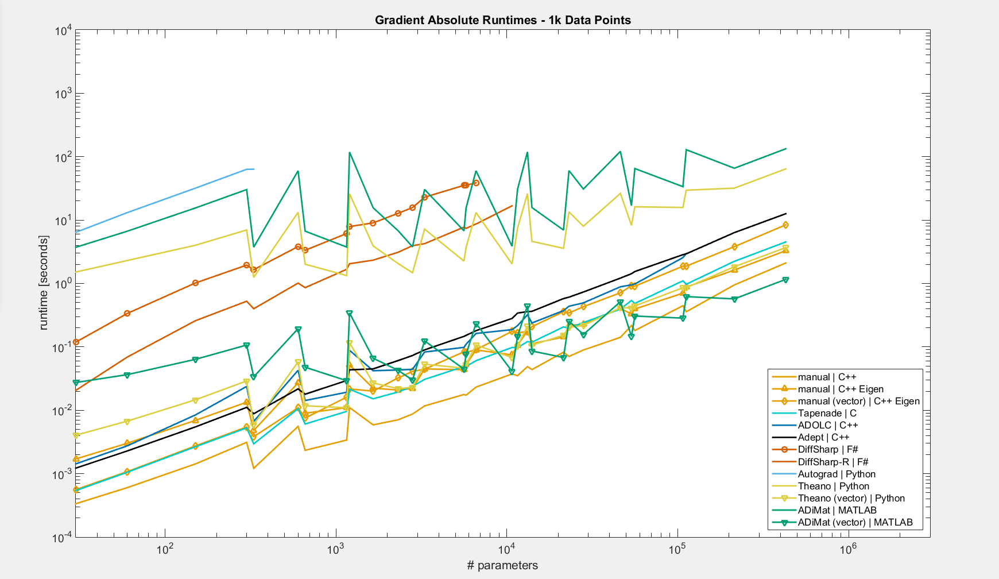 Gradient Absolute Runtimes - 1k Data Points
10^4
10^3
10^2
10^1
10^0
10^-1
10^-2
10^-3
10^-4
runtime [seconds]
10^2
10^3
10^4
10^5
10^6
# parameters
manual | C++
manual | C++ Eigen
manual (vector) | C++ Eigen
Tapenade | C
ADOLC | C++
Adept | C++
DiffSharp | F#
DiffSharp-R | F#
Autograd | Python
Theano | Python
Theano (vector) | Python
ADiMat | MATLAB
ADiMat (vector) | MATLAB